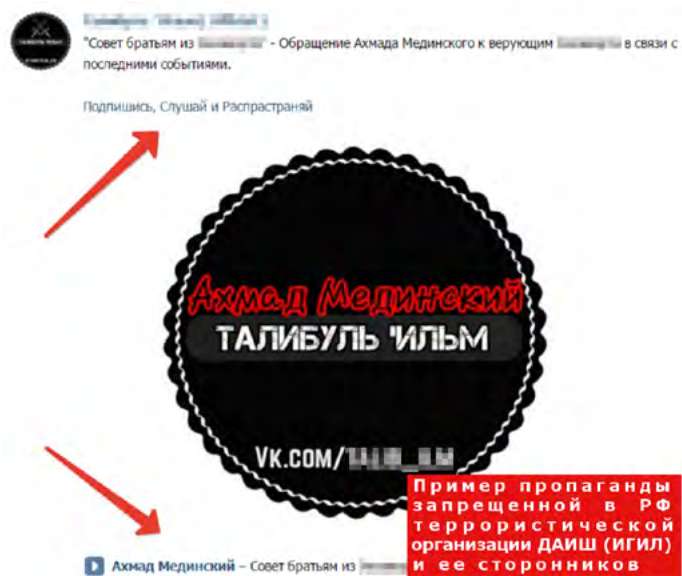 "Совет братьям из - Обращение Ахмада Мединского к верующим в связи с
последними событиями.
Подпишись, Слушай и Распрастраняй
Ахмад Мединский
ТАЛИБУЛЬ 'ИЛЬМ
VK.COM/
Пример пропаганды
запрещенной в РФ
террористической
организации ДАИШ (ИГИЛ)
и ее сторонников
Ахмад Мединский – Совет братьям из